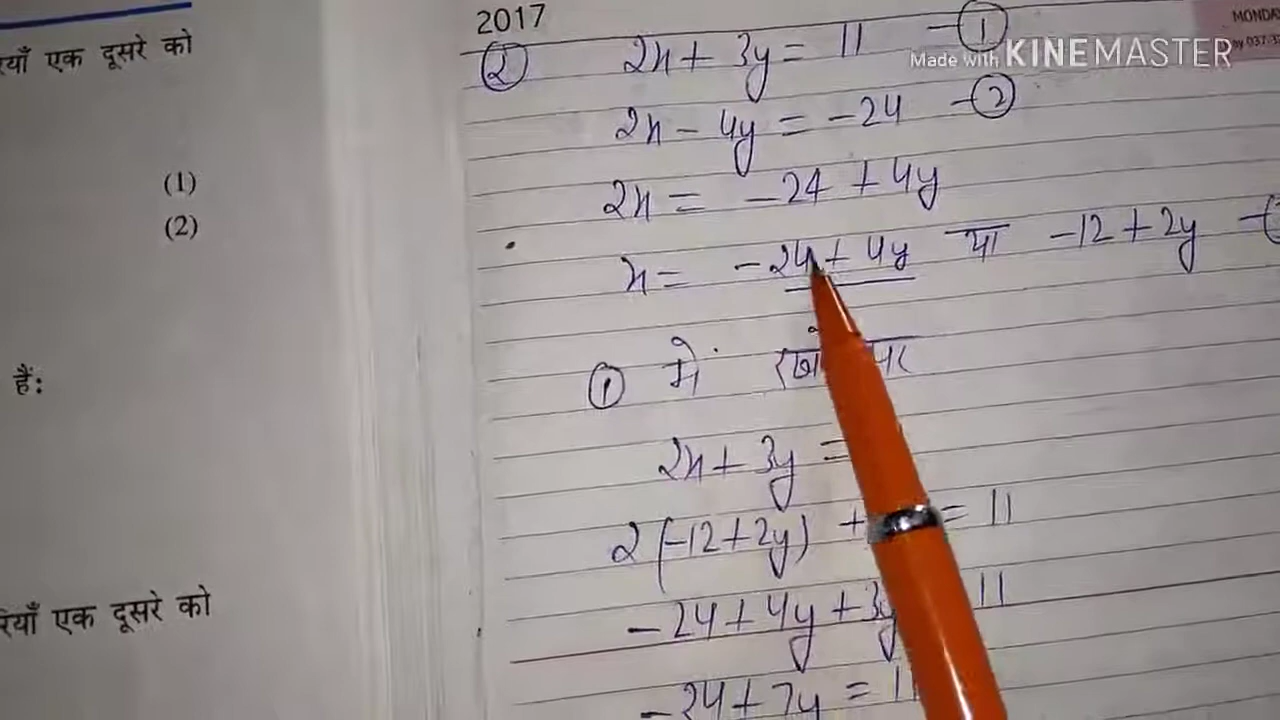 रियाँ एक दूसरे को
(1)
(2)
हैं:
रियाँ एक दूसरे को
2017
MONDAY
Made with KINEMASTER
② 2x + 3y = 11 - ①
2x - 4y = -24 - ②
2x = -24 + 4y
x = -24 + 4y या -12 + 2y
① में
2x + 3y =
2(-12+2y) + = 11
-24 + 4y + 3y 11
-24 + 7y = 11